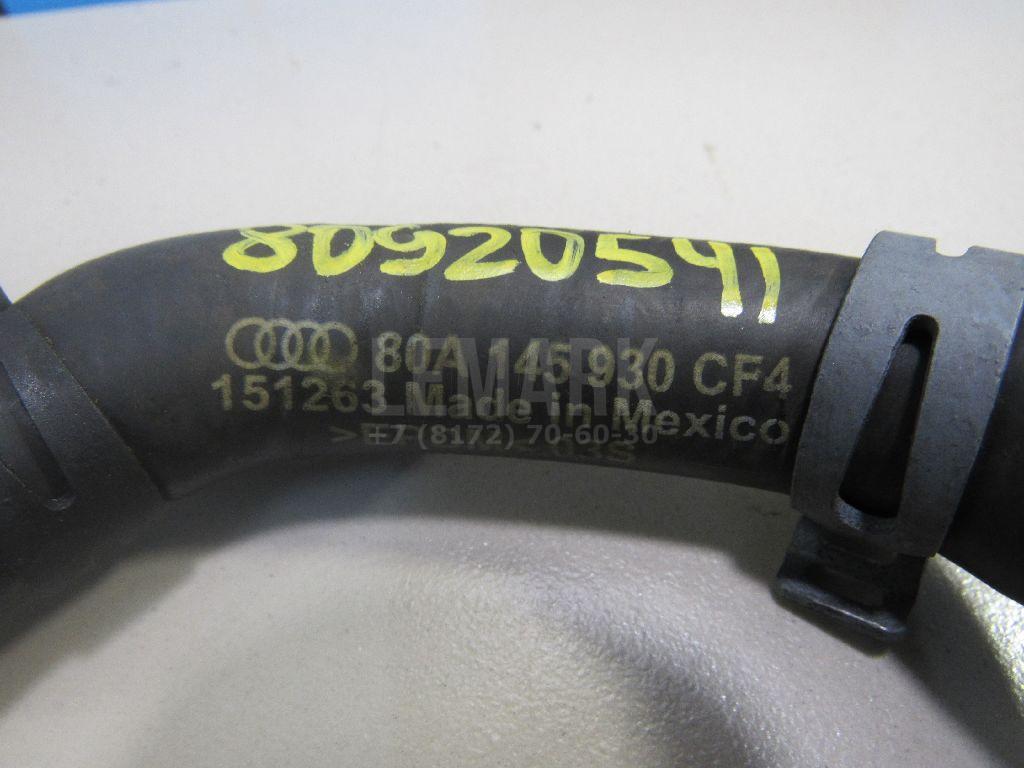 80920541
80A 145 930 CF4
151263 Made in Mexico
LEMARK
+7 (8172) 70-60-30